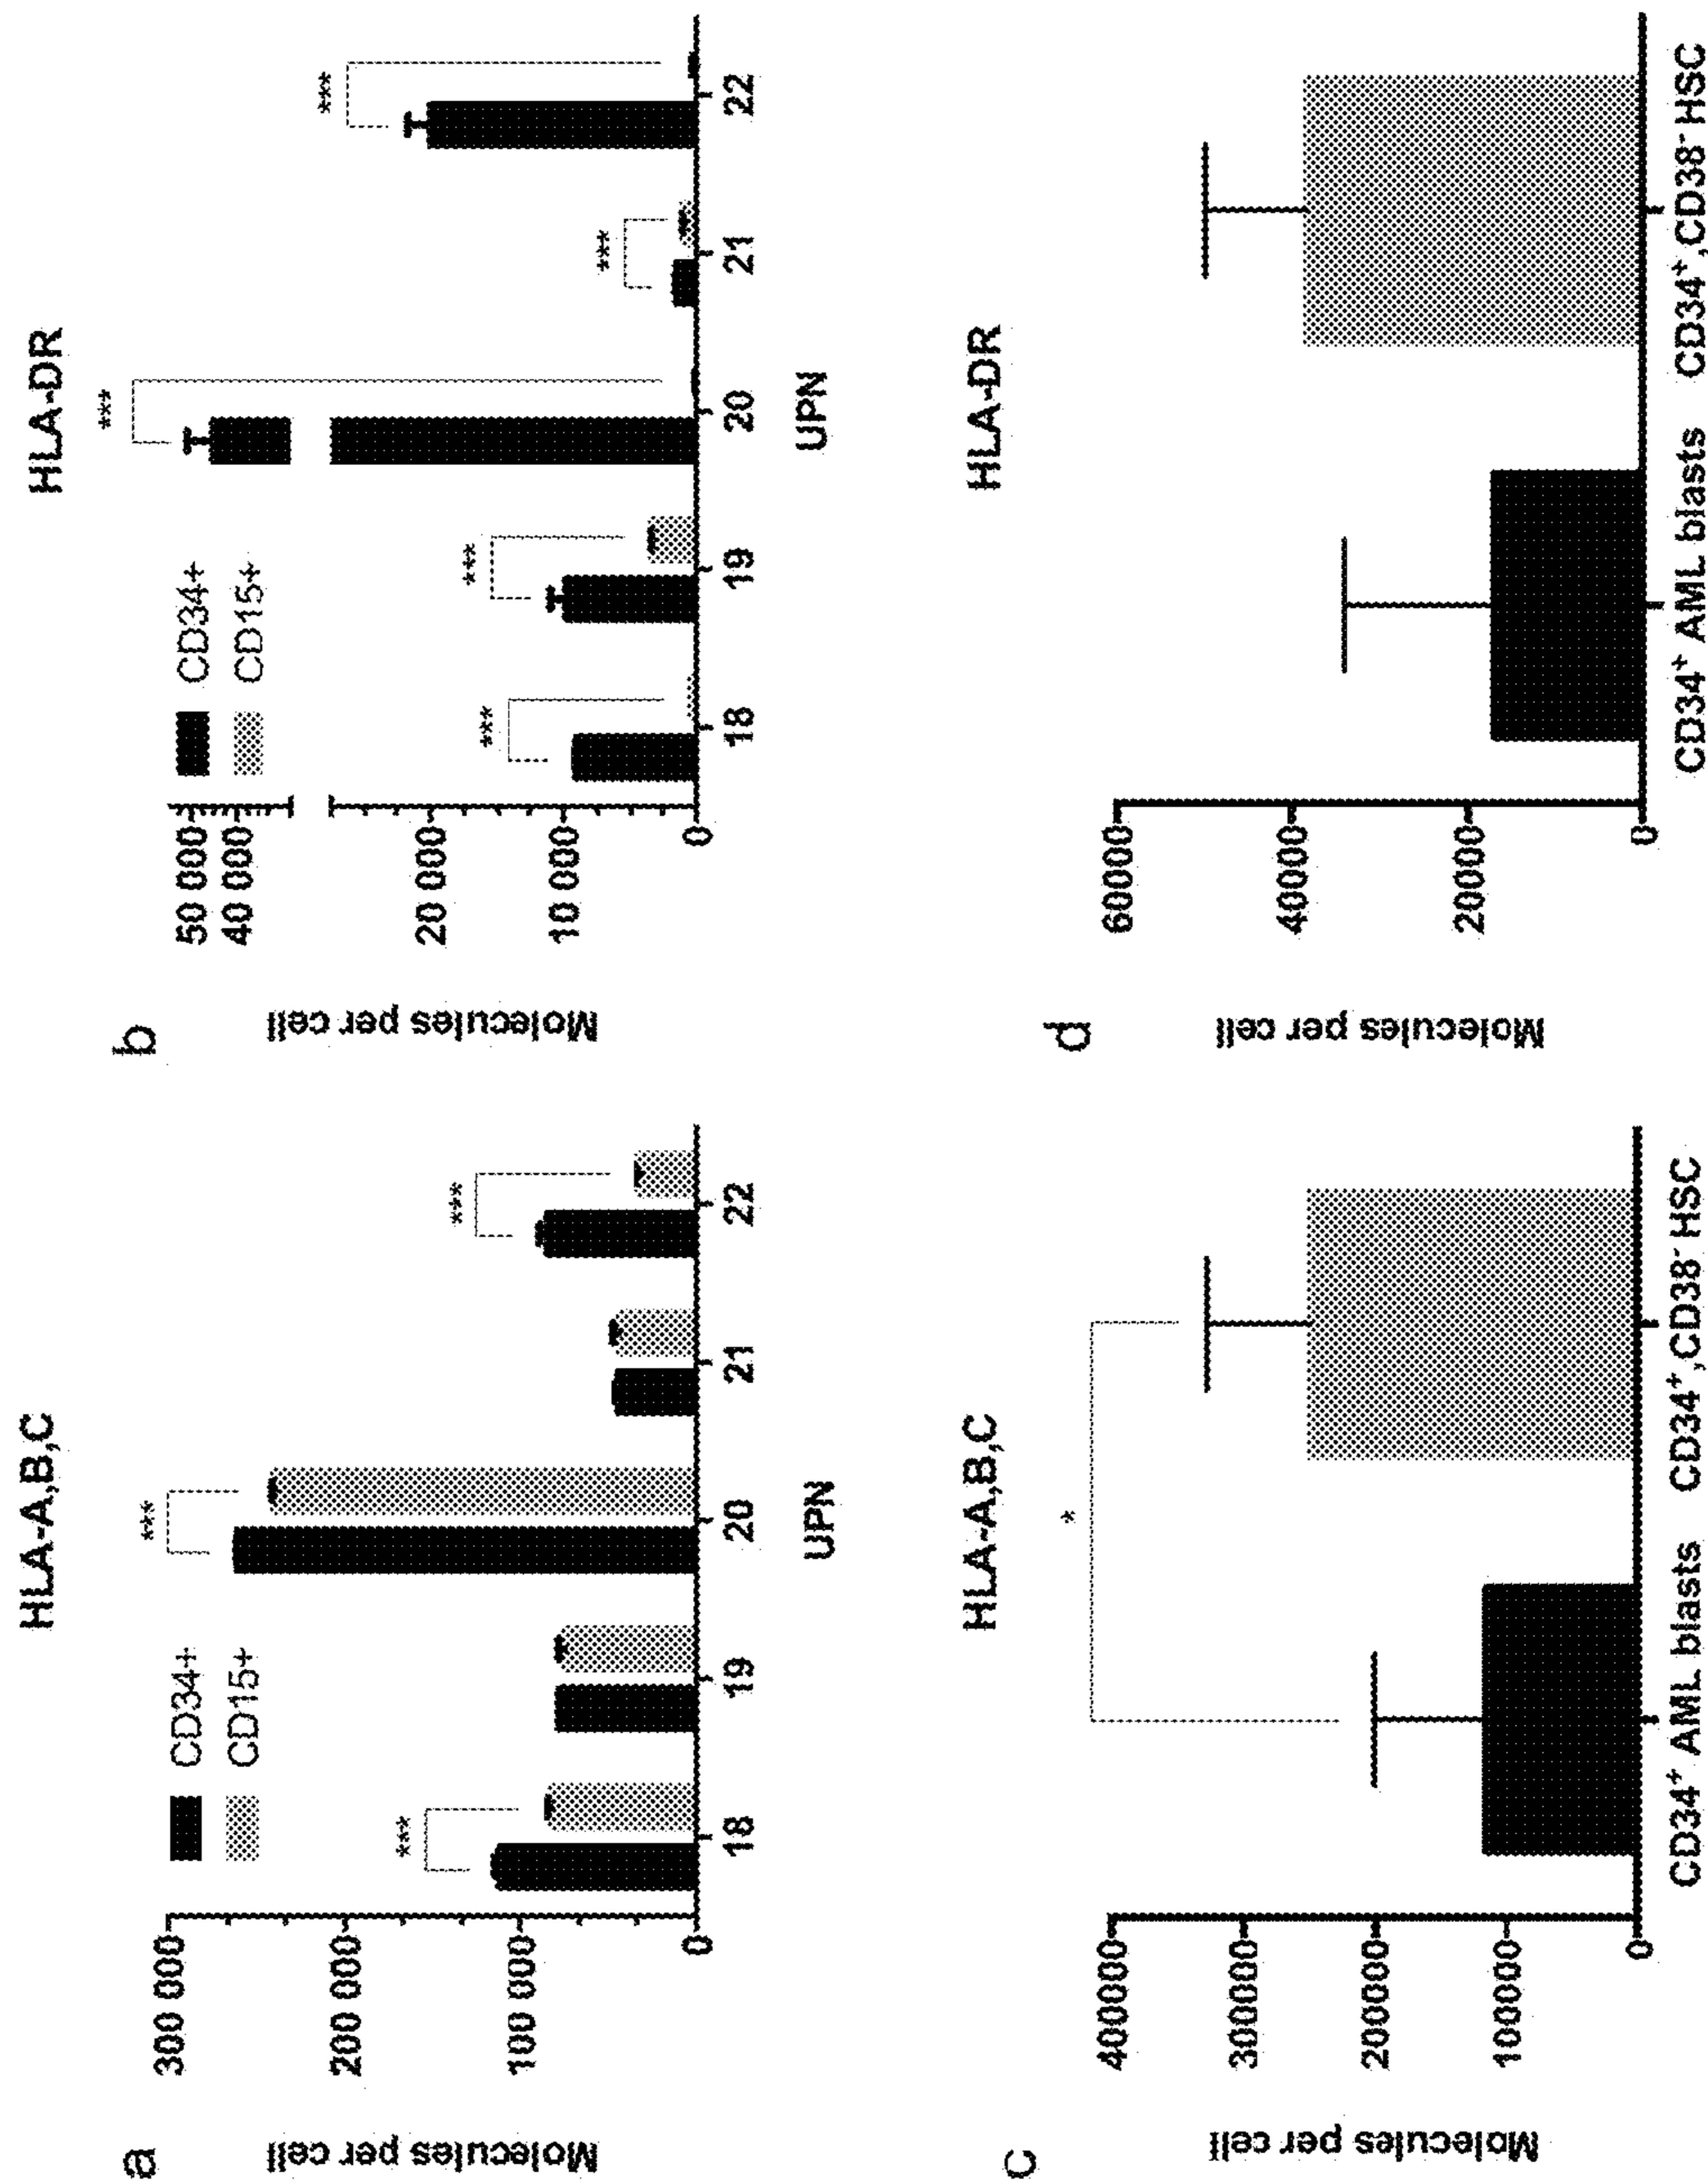 a
HLA-A,B,C
CD34+
CD15+
Molecules per cell
300 000
200 000
100 000
0
***
***
***
18 19 20 21 22
UPN
b
HLA-DR
CD34+
CD15+
Molecules per cell
50 000
40 000
20 000
10 000
0
***
***
***
***
***
18 19 20 21 22
UPN
c
HLA-A,B,C
Molecules per cell
400000
300000
200000
100000
0
*
CD34⁺ AML blasts CD34⁺,CD38⁻ HSC
d
HLA-DR
Molecules per cell
60000
40000
20000
0
CD34⁺ AML blasts CD34⁺,CD38⁻ HSC